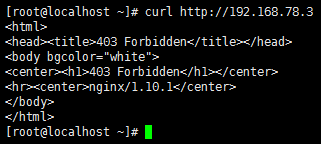 [root@localhost ~]# curl http://192.168.78.3
<html>
<head><title>403 Forbidden</title></head>
<body bgcolor="white">
<center><h1>403 Forbidden</h1></center>
<hr><center>nginx/1.10.1</center>
</body>
</html>
[root@localhost ~]#